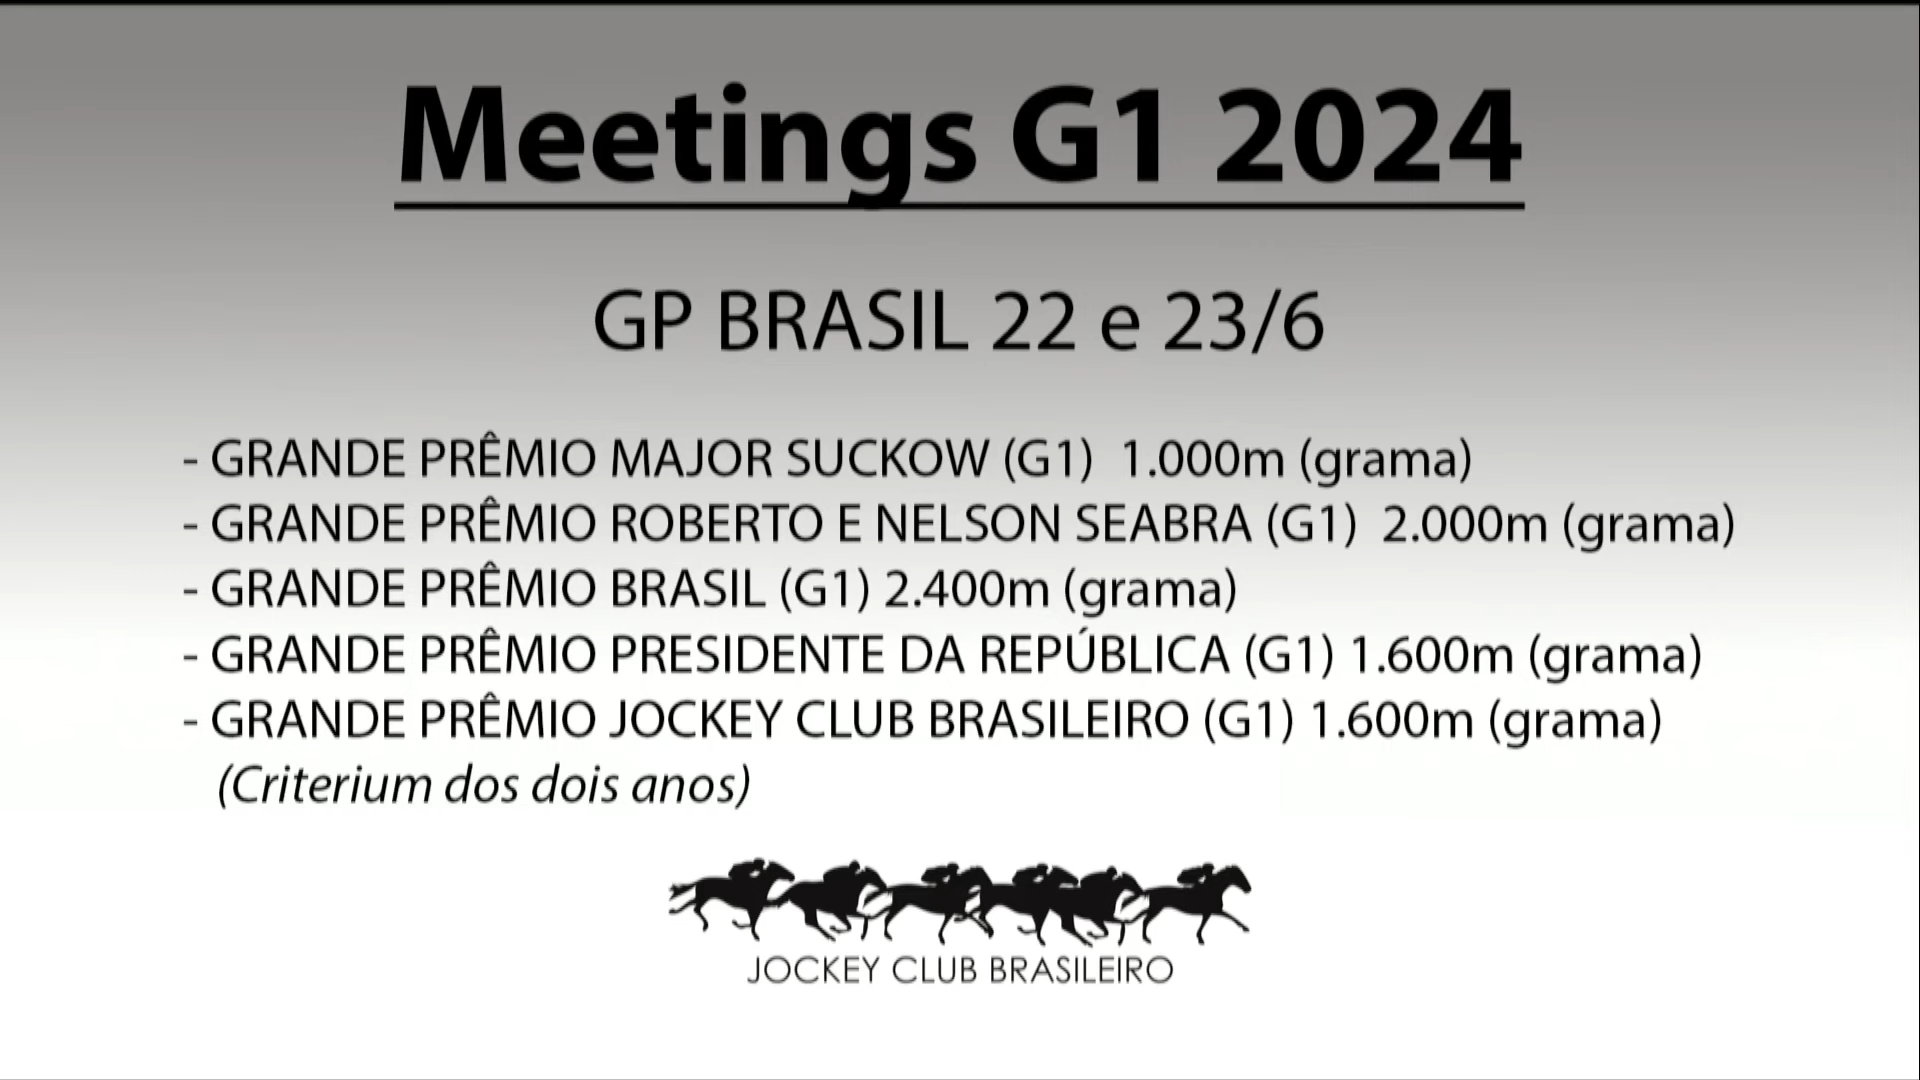 Meetings G1 2024
GP BRASIL 22 e 23/6
- GRANDE PRÊMIO MAJOR SUCKOW (G1)  1.000m (grama)
- GRANDE PRÊMIO ROBERTO E NELSON SEABRA (G1)  2.000m (grama)
- GRANDE PRÊMIO BRASIL (G1) 2.400m (grama)
- GRANDE PRÊMIO PRESIDENTE DA REPÚBLICA (G1) 1.600m (grama)
- GRANDE PRÊMIO JOCKEY CLUB BRASILEIRO (G1) 1.600m (grama)
(Criterium dos dois anos)
JOCKEY CLUB BRASILEIRO